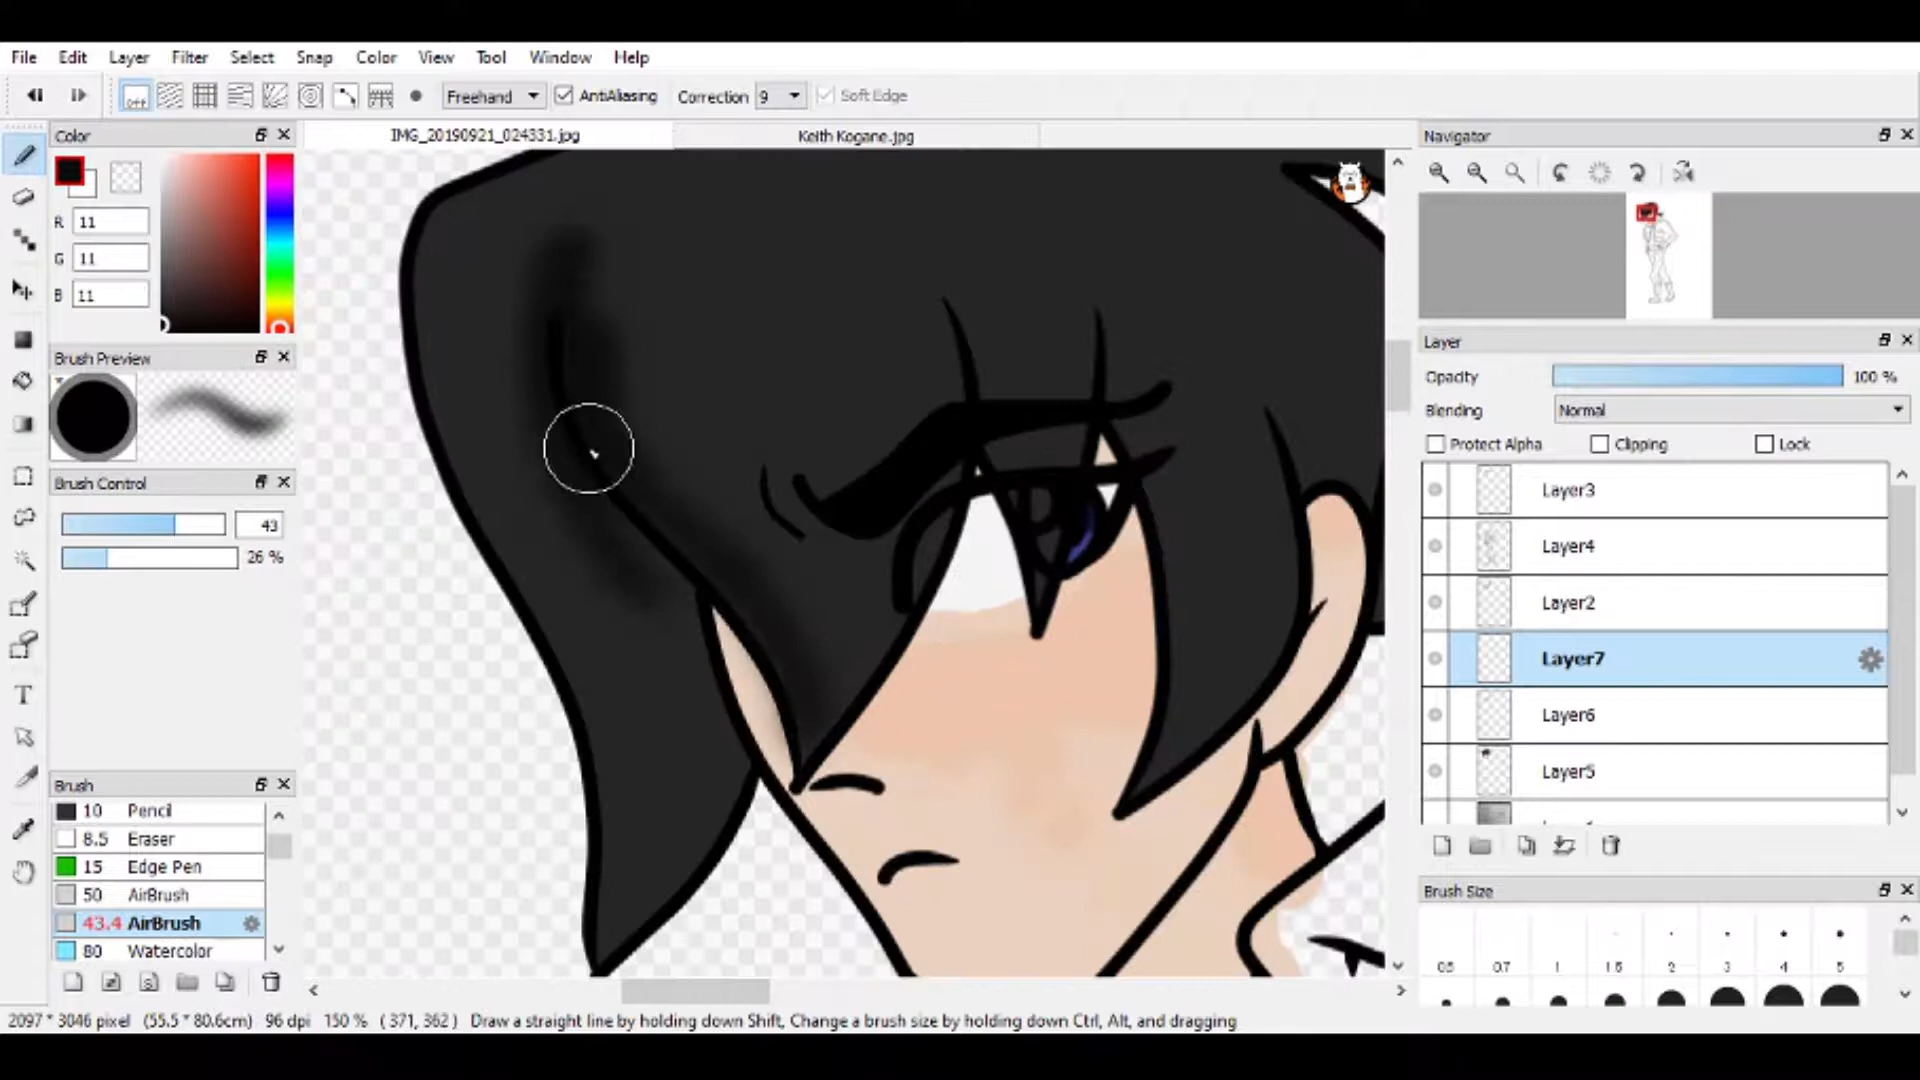 File Edit Layer Filter Select Snap Color View Tool Window Help
Off Freehand AntiAliasing Correction 9 Soft Edge
Color
IMG_20190921_024331.jpg
Keith Kogane.jpg
Navigator
R 11
G 11
B 11
Brush Preview
Layer
Opacity 100 %
Blending Normal
Protect Alpha Clipping Lock
Brush Control
43
26 %
Layer3
Layer4
Layer2
Layer7
Layer6
Layer5
Brush
10 Pencil
8.5 Eraser
15 Edge Pen
50 AirBrush
43.4 AirBrush
80 Watercolor
T
Brush Size
0.5 0.7 1 1.5 2 3 4 5
2097 * 3046 pixel (55.5 * 80.6cm) 96 dpi 150 % ( 371, 362 ) Draw a straight line by holding down Shift, Change a brush size by holding down Ctrl, Alt, and dragging